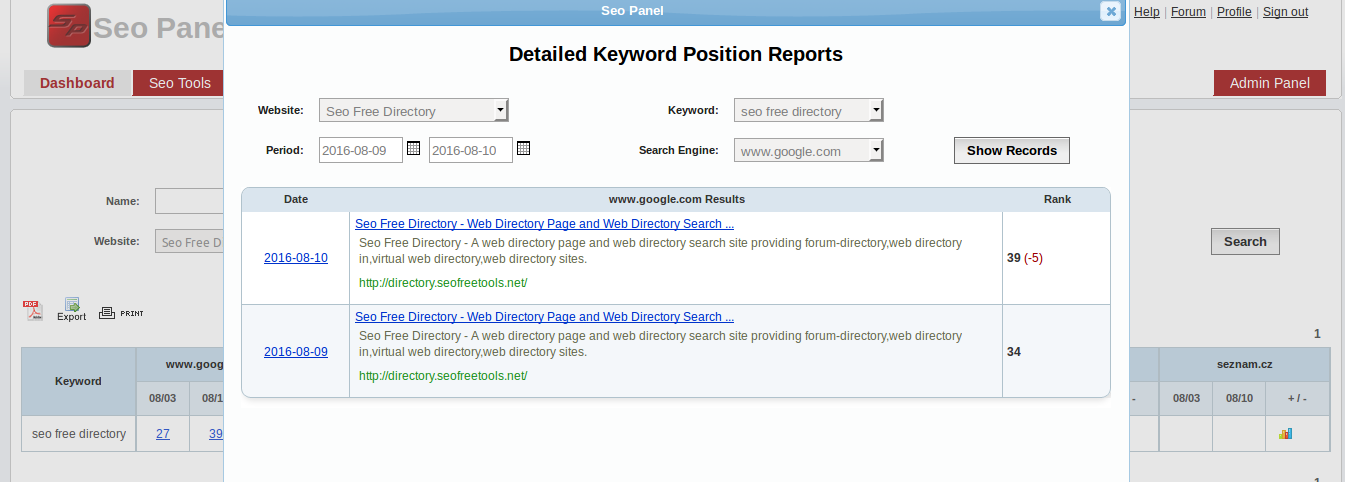 Seo Panel
Help | Forum | Profile | Sign out
SP Seo Pane
Detailed Keyword Position Reports
Dashboard
Seo Tools
Admin Panel
Website: Seo Free Directory
Keyword: seo free directory
Period: 2016-08-09 2016-08-10
Search Engine: www.google.com
Show Records
Name:
Website: Seo Free D
Search
Date
www.google.com Results
Rank
2016-08-10
Seo Free Directory - Web Directory Page and Web Directory Search ...
Seo Free Directory - A web directory page and web directory search site providing forum-directory,web directory
in,virtual web directory,web directory sites.
http://directory.seofreetools.net/
39 (-5)
2016-08-09
Seo Free Directory - Web Directory Page and Web Directory Search ...
Seo Free Directory - A web directory page and web directory search site providing forum-directory,web directory
in,virtual web directory,web directory sites.
http://directory.seofreetools.net/
34
PDF
Export
PRINT
1
Keyword
www.goog
seznam.cz
08/03 08/1
- 08/03 08/10 + / -
seo free directory 27 39